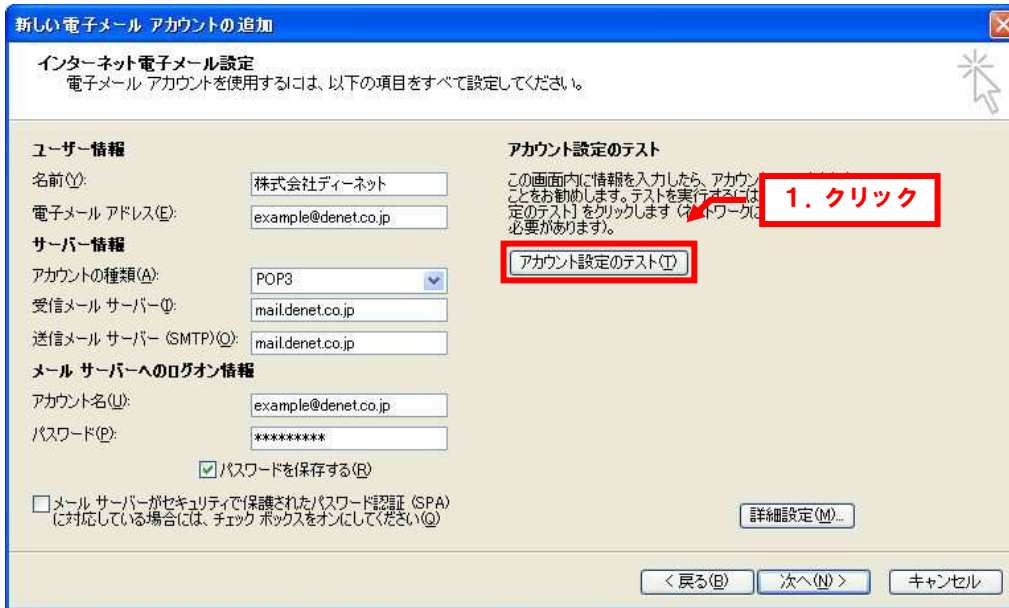 新しい電子メール アカウントの追加
インターネット電子メール設定
電子メール アカウントを使用するには、以下の項目をすべて設定してください。
ユーザー情報
名前(Y):
株式会社ディーネット
電子メール アドレス(E):
example@denet.co.jp
サーバー情報
アカウントの種類(A):
POP3
受信メール サーバー(I):
mail.denet.co.jp
送信メール サーバー (SMTP)(O):
mail.denet.co.jp
メール サーバーへのログオン情報
アカウント名(U):
example@denet.co.jp
パスワード(P):
*********
パスワードを保存する(R)
メール サーバーがセキュリティで保護されたパスワード認証 (SPA)
に対応している場合には、チェック ボックスをオンにしてください(Q)
アカウント設定のテスト
この画面内に情報を入力したら、アカウン
ことをお勧めします。テストを実行するには
定のテスト] をクリックします (ネットワークに
必要があります)。
1. クリック
アカウント設定のテスト(T)
詳細設定(M)...
< 戻る(B)
次へ(N) >
キャンセル